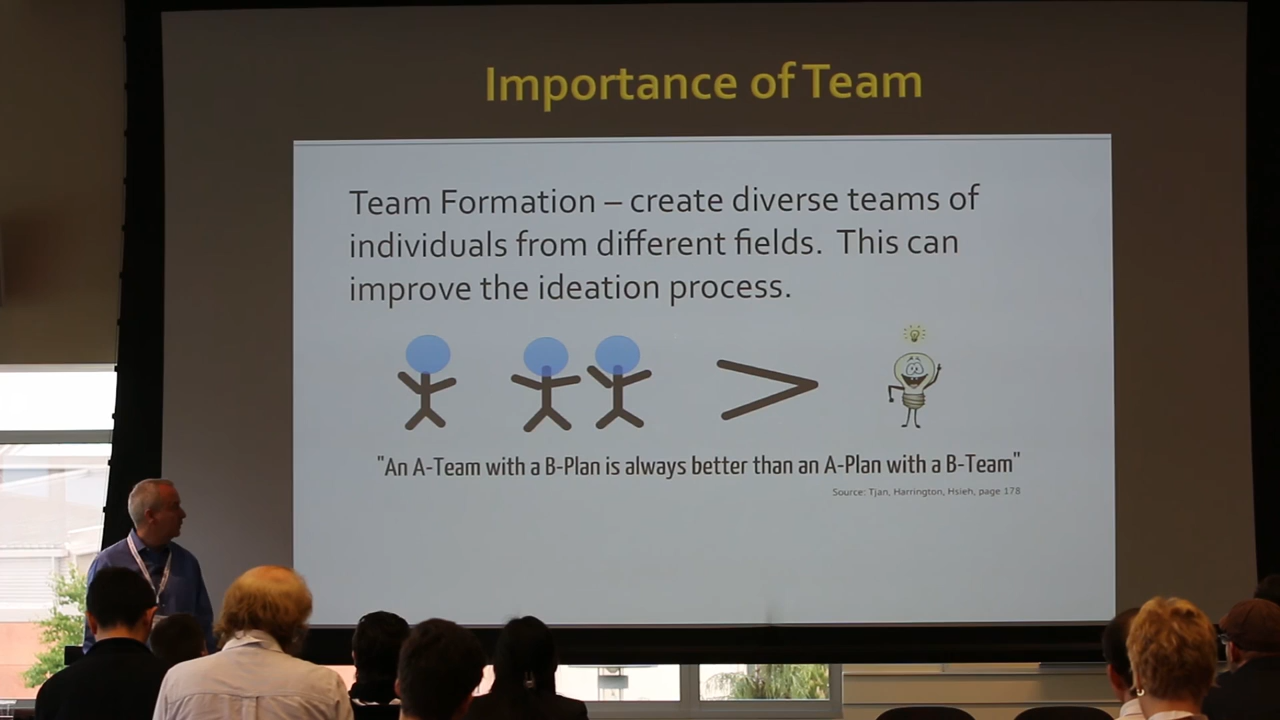 Importance of Team
Team Formation – create diverse teams of
individuals from different fields.  This can
improve the ideation process.
"An A-Team with a B-Plan is always better than an A-Plan with a B-Team"
Source: Tjan, Harrington, Hsieh, page 178